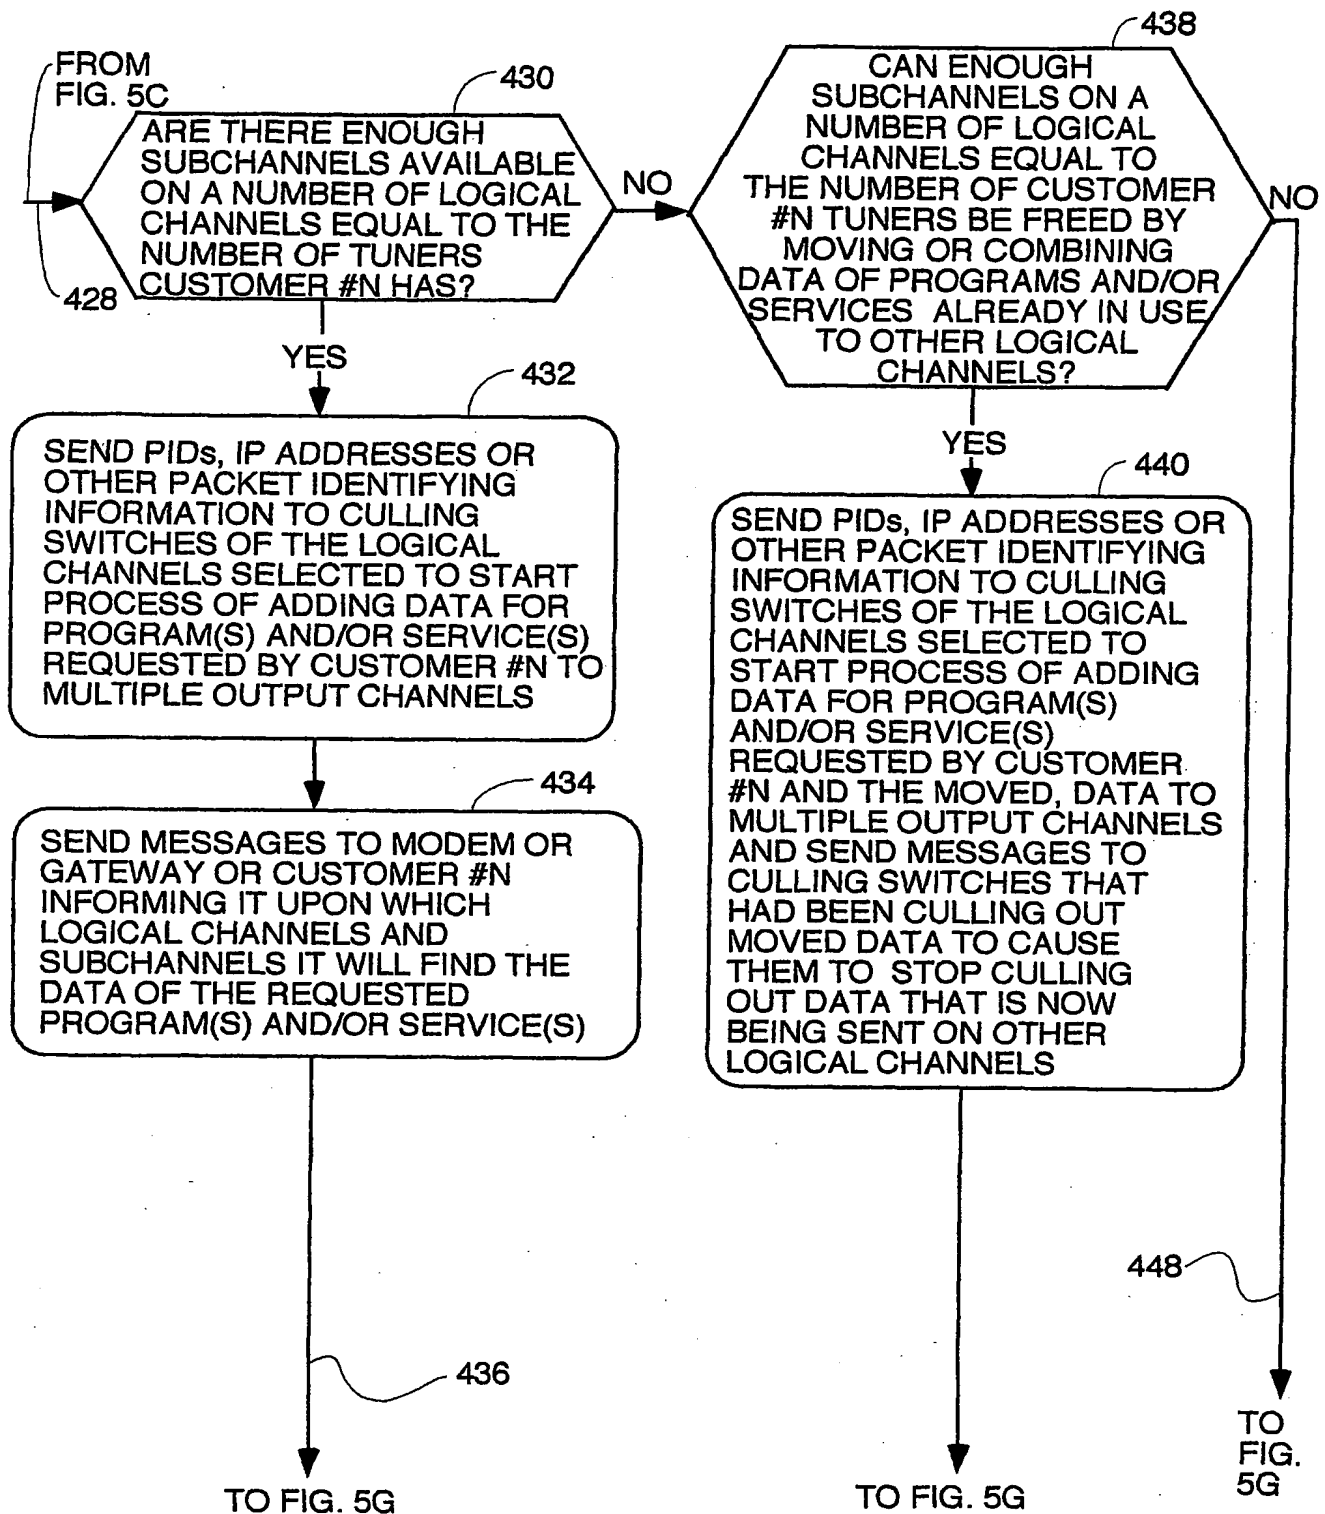 FROM
FIG. 5C
428
430
ARE THERE ENOUGH
SUBCHANNELS AVAILABLE
ON A NUMBER OF LOGICAL
CHANNELS EQUAL TO THE
NUMBER OF TUNERS
CUSTOMER #N HAS?
NO
YES
432
SEND PIDs, IP ADDRESSES OR
OTHER PACKET IDENTIFYING
INFORMATION TO CULLING
SWITCHES OF THE LOGICAL
CHANNELS SELECTED TO START
PROCESS OF ADDING DATA FOR
PROGRAM(S) AND/OR SERVICE(S)
REQUESTED BY CUSTOMER #N TO
MULTIPLE OUTPUT CHANNELS
434
SEND MESSAGES TO MODEM OR
GATEWAY OR CUSTOMER #N
INFORMING IT UPON WHICH
LOGICAL CHANNELS AND
SUBCHANNELS IT WILL FIND THE
DATA OF THE REQUESTED
PROGRAM(S) AND/OR SERVICE(S)
436
TO FIG. 5G
438
CAN ENOUGH
SUBCHANNELS ON A
NUMBER OF LOGICAL
CHANNELS EQUAL TO
THE NUMBER OF CUSTOMER
#N TUNERS BE FREED BY
MOVING OR COMBINING
DATA OF PROGRAMS AND/OR
SERVICES ALREADY IN USE
TO OTHER LOGICAL
CHANNELS?
NO
YES
440
SEND PIDs, IP ADDRESSES OR
OTHER PACKET IDENTIFYING
INFORMATION TO CULLING
SWITCHES OF THE LOGICAL
CHANNELS SELECTED TO
START PROCESS OF ADDING
DATA FOR PROGRAM(S)
AND/OR SERVICE(S)
REQUESTED BY CUSTOMER
#N AND THE MOVED, DATA TO
MULTIPLE OUTPUT CHANNELS
AND SEND MESSAGES TO
CULLING SWITCHES THAT
HAD BEEN CULLING OUT
MOVED DATA TO CAUSE
THEM TO STOP CULLING
OUT DATA THAT IS NOW
BEING SENT ON OTHER
LOGICAL CHANNELS
TO FIG. 5G
448
TO
FIG.
5G